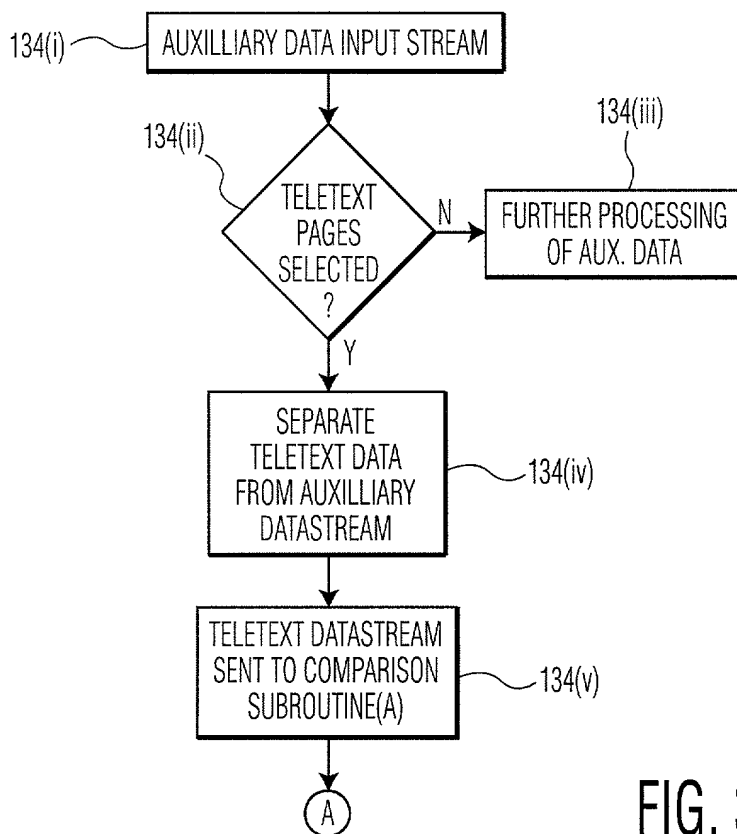 134(i)
AUXILLIARY DATA INPUT STREAM
134(ii)
134(iii)
TELETEXT
PAGES
SELECTED
?
N
FURTHER PROCESSING
OF AUX. DATA
Y
SEPARATE
TELETEXT DATA
FROM AUXILLIARY
DATASTREAM
134(iv)
TELETEXT DATASTREAM
SENT TO COMPARISON
SUBROUTINE(A)
134(v)
A
FIG.